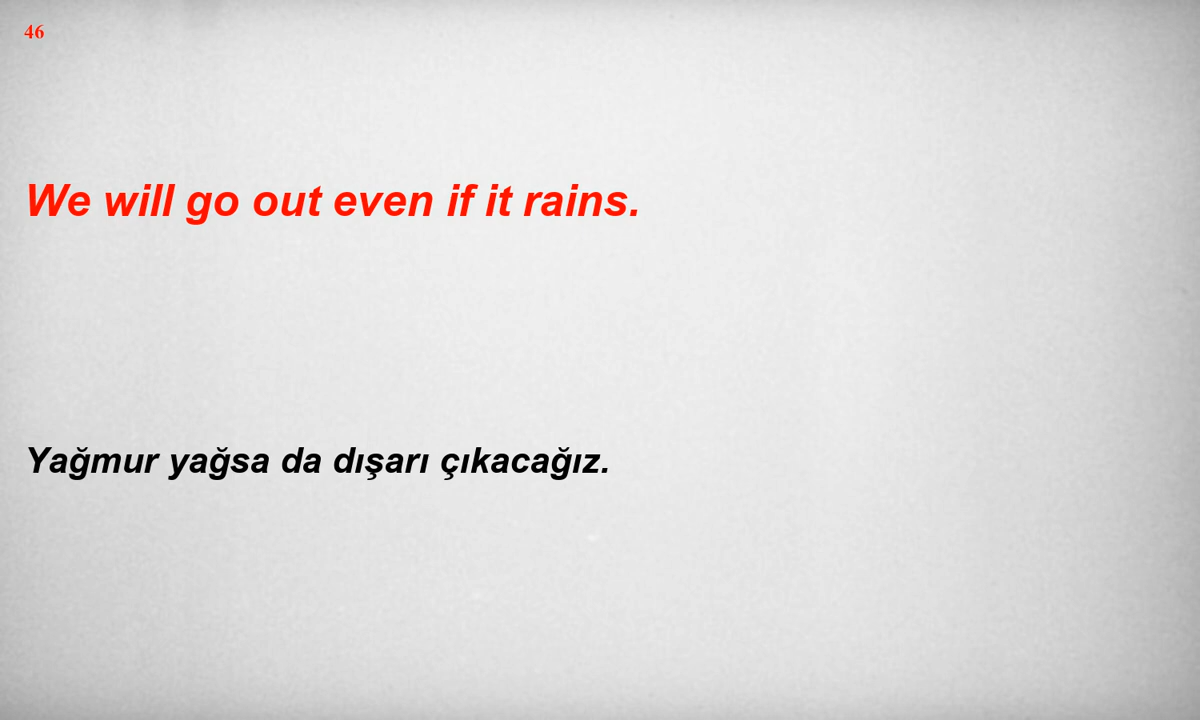 46
We will go out even if it rains.
Yağmur yağsa da dışarı çıkacağız.